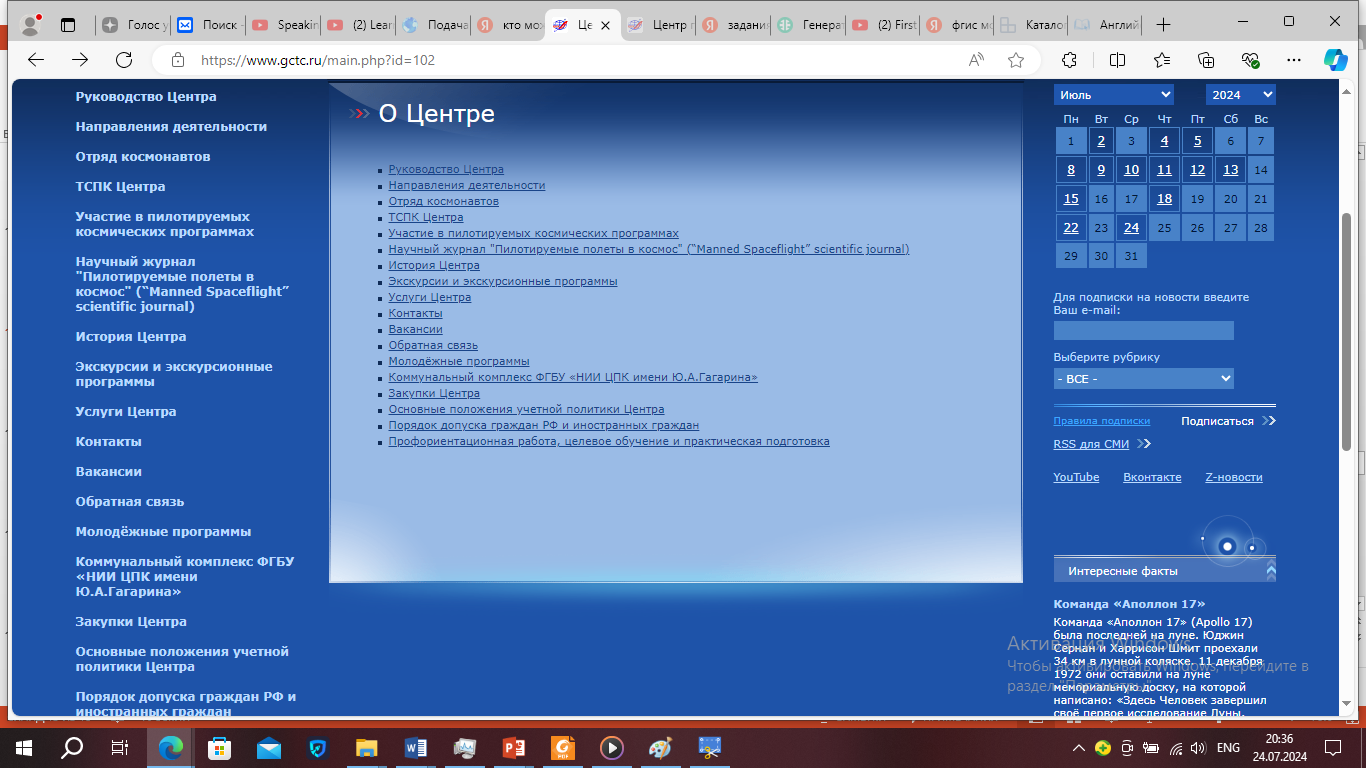 Голос у
Поиск -
Speakin
(2) Lear
Подача
кто мо
Це
Центр п
задания
Генера
(2) First
фгис мо
Каталог
Англий
https://www.gctc.ru/main.php?id=102
Руководство Центра
Направления деятельности
Отряд космонавтов
ТСПК Центра
Участие в пилотируемых
космических программах
Научный журнал
"Пилотируемые полеты в
космос" (“Manned Spaceflight”
scientific journal)
История Центра
Экскурсии и экскурсионные
программы
Услуги Центра
Контакты
Вакансии
Обратная связь
Молодёжные программы
Коммунальный комплекс ФГБУ
«НИИ ЦПК имени
Ю.А.Гагарина»
Закупки Центра
Основные положения учетной
политики Центра
Порядок допуска граждан РФ и
иностранных граждан
О Центре
Руководство Центра
Направления деятельности
Отряд космонавтов
ТСПК Центра
Участие в пилотируемых космических программах
Научный журнал "Пилотируемые полеты в космос" (“Manned Spaceflight” scientific journal)
История Центра
Экскурсии и экскурсионные программы
Услуги Центра
Контакты
Вакансии
Обратная связь
Молодёжные программы
Коммунальный комплекс ФГБУ «НИИ ЦПК имени Ю.А.Гагарина»
Закупки Центра
Основные положения учетной политики Центра
Порядок допуска граждан РФ и иностранных граждан
Профориентационная работа, целевое обучение и практическая подготовка
Июль 2024
Пн Вт Ср Чт Пт Сб Вс
1 2 3 4 5 6 7
8 9 10 11 12 13 14
15 16 17 18 19 20 21
22 23 24 25 26 27 28
29 30 31
Для подписки на новости введите
Ваш e-mail:
Выберите рубрику
- ВСЕ -
Правила подписки Подписаться
RSS для СМИ
YouTube Вконтакте Z-новости
Интересные факты
Команда «Аполлон 17»
Команда «Аполлон 17» (Apollo 17)
была последней на луне. Юджин
Сернан и Харрисон Шмит проехали
34 км в лунной коляске. 11 декабря
1972 они оставили на луне
мемориальную доску, на которой
написано: «Здесь Человек завершил
своё первое исследование Луны,
Активация Windows
Чтобы активировать Windows, перейдите в
раздел "Параметры".
ENG
20:36
24.07.2024